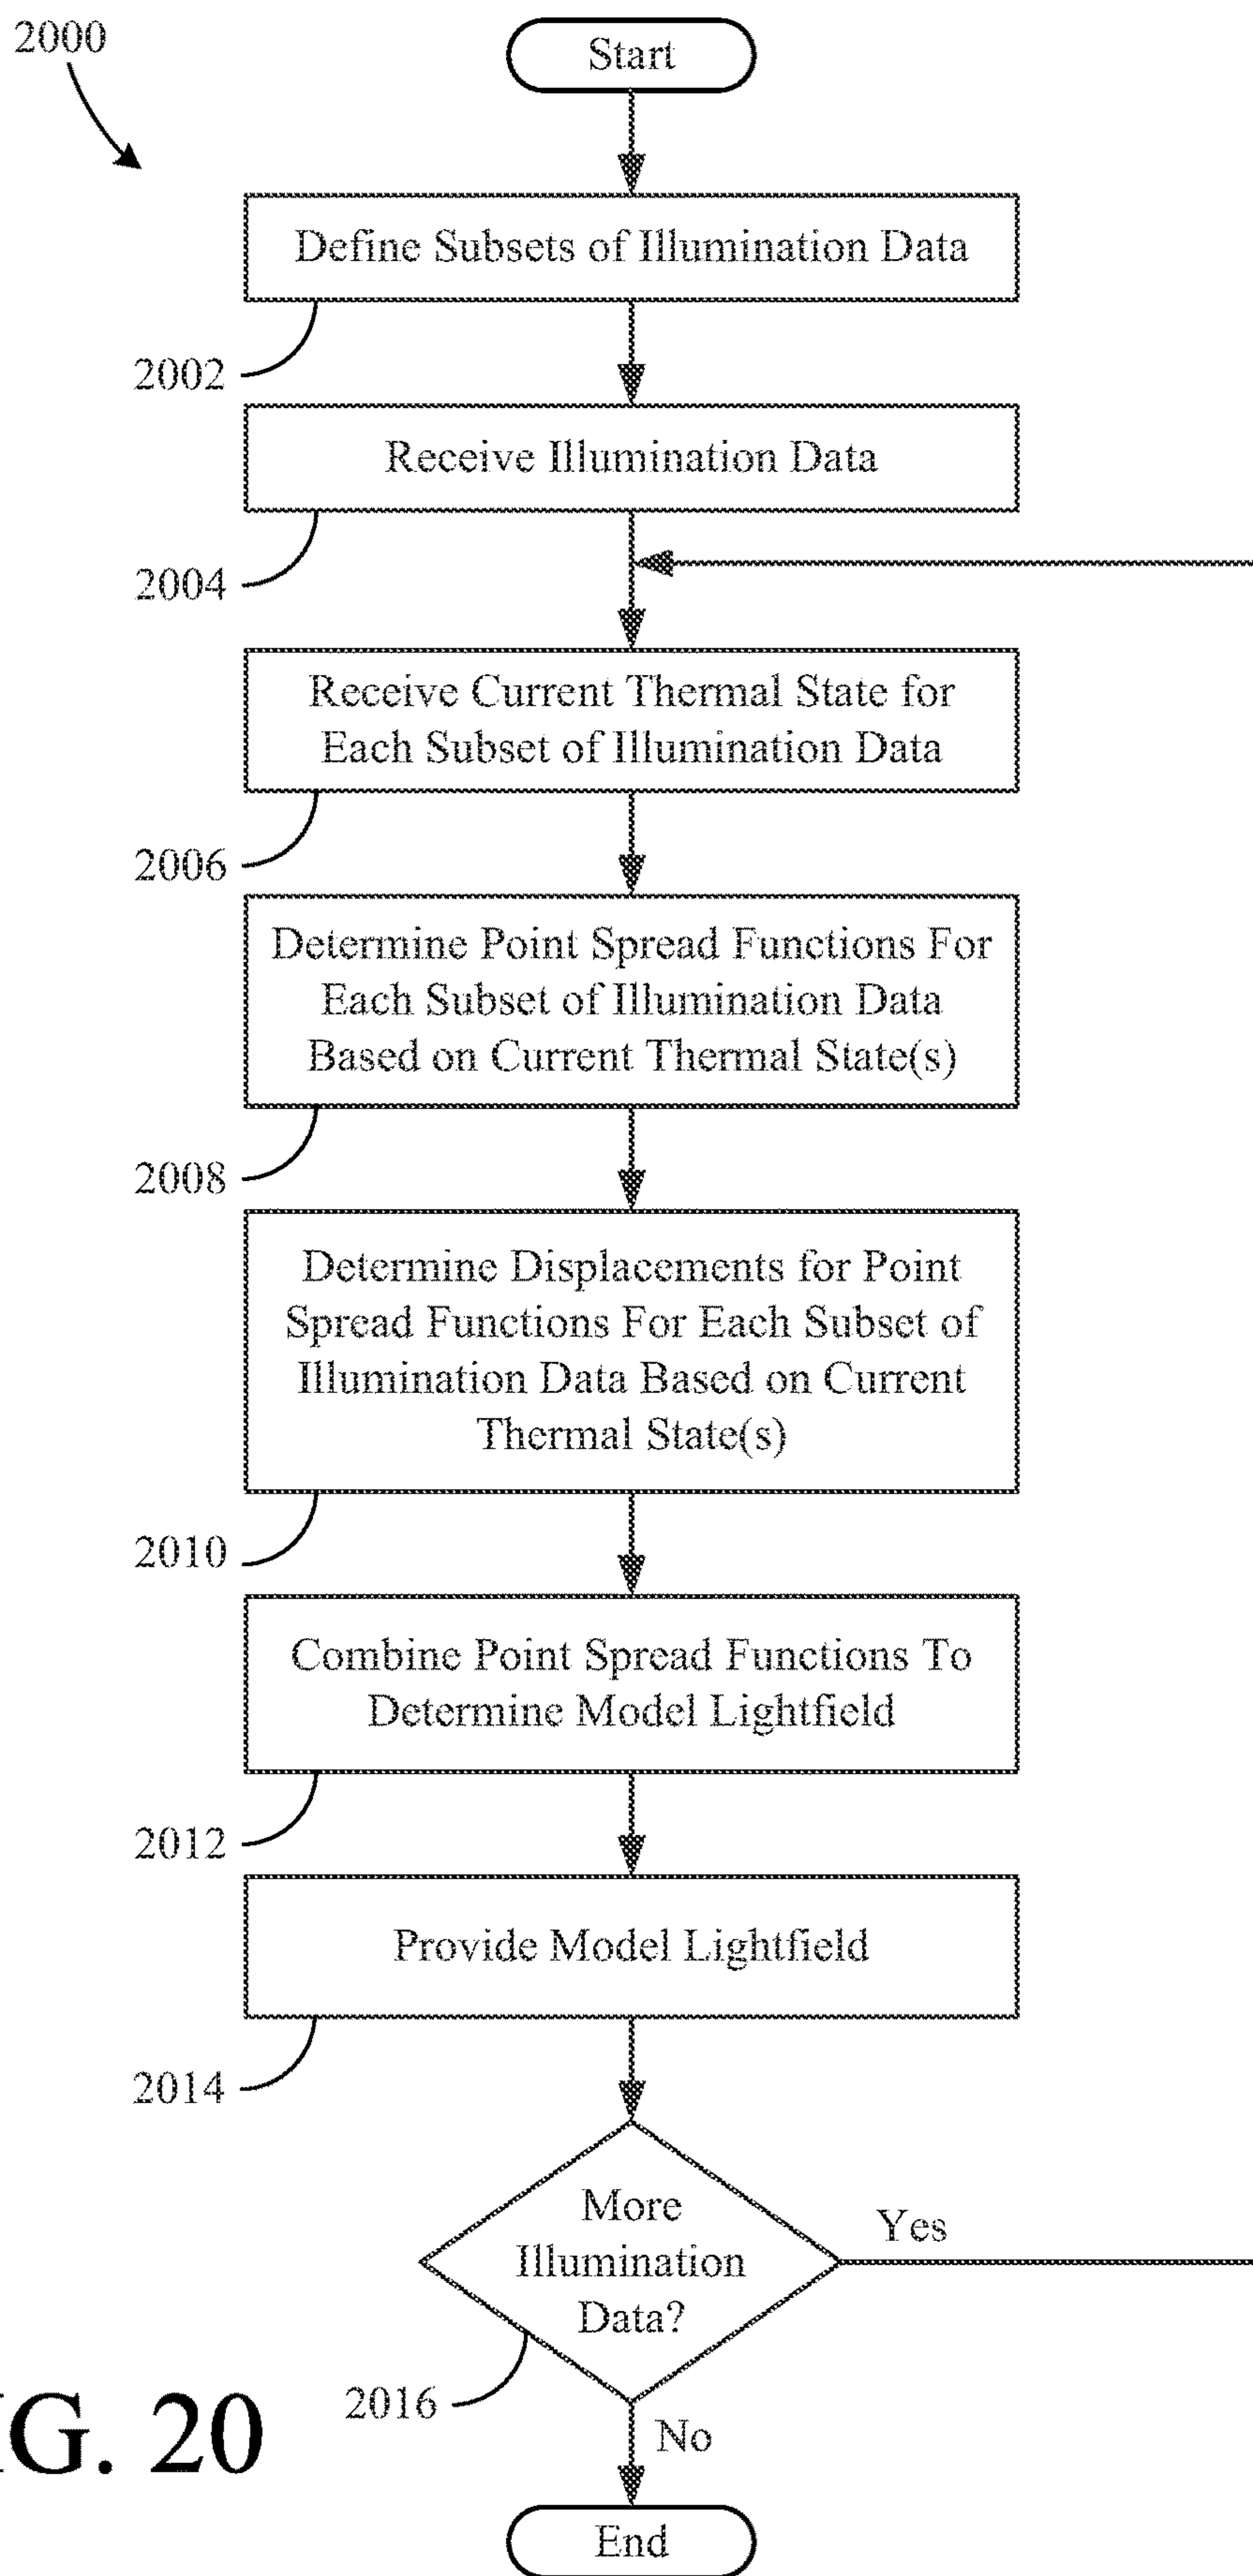 2000
Start
Define Subsets of Illumination Data
2002
Receive Illumination Data
2004
Receive Current Thermal State for
Each Subset of Illumination Data
2006
Determine Point Spread Functions For
Each Subset of Illumination Data
Based on Current Thermal State(s)
2008
Determine Displacements for Point
Spread Functions For Each Subset of
Illumination Data Based on Current
Thermal State(s)
2010
Combine Point Spread Functions To
Determine Model Lightfield
2012
Provide Model Lightfield
2014
More
Illumination
Data?
Yes
2016
No
G. 20
End